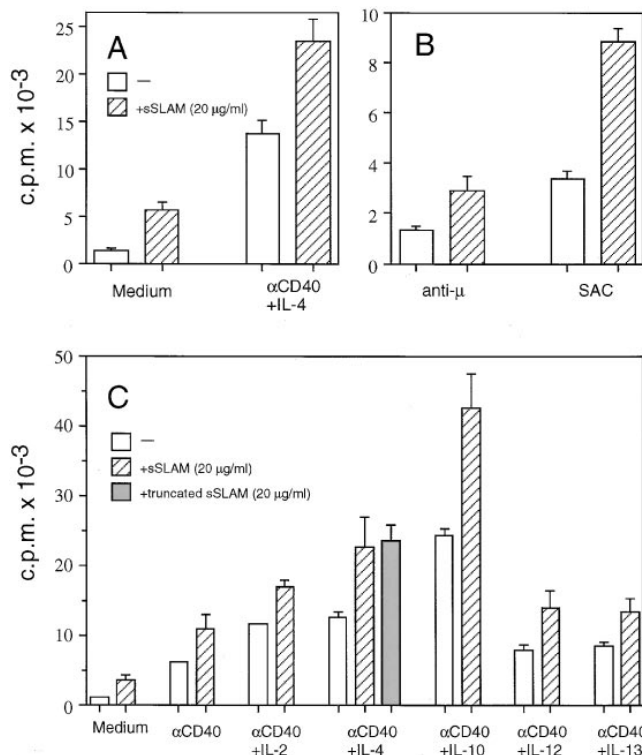 A
25
20
15
10
5
0
c.p.m. x 10-3
—
+sSLAM (20 µg/ml)
Medium
αCD40
+IL-4
B
10
8
6
4
2
0
anti-µ
SAC
C
50
40
30
20
10
0
c.p.m. x 10-3
—
+sSLAM (20 µg/ml)
+truncated sSLAM (20 µg/ml)
Medium
αCD40
αCD40
+IL-2
αCD40
+IL-4
αCD40
+IL-10
αCD40
+IL-12
αCD40
+IL-13